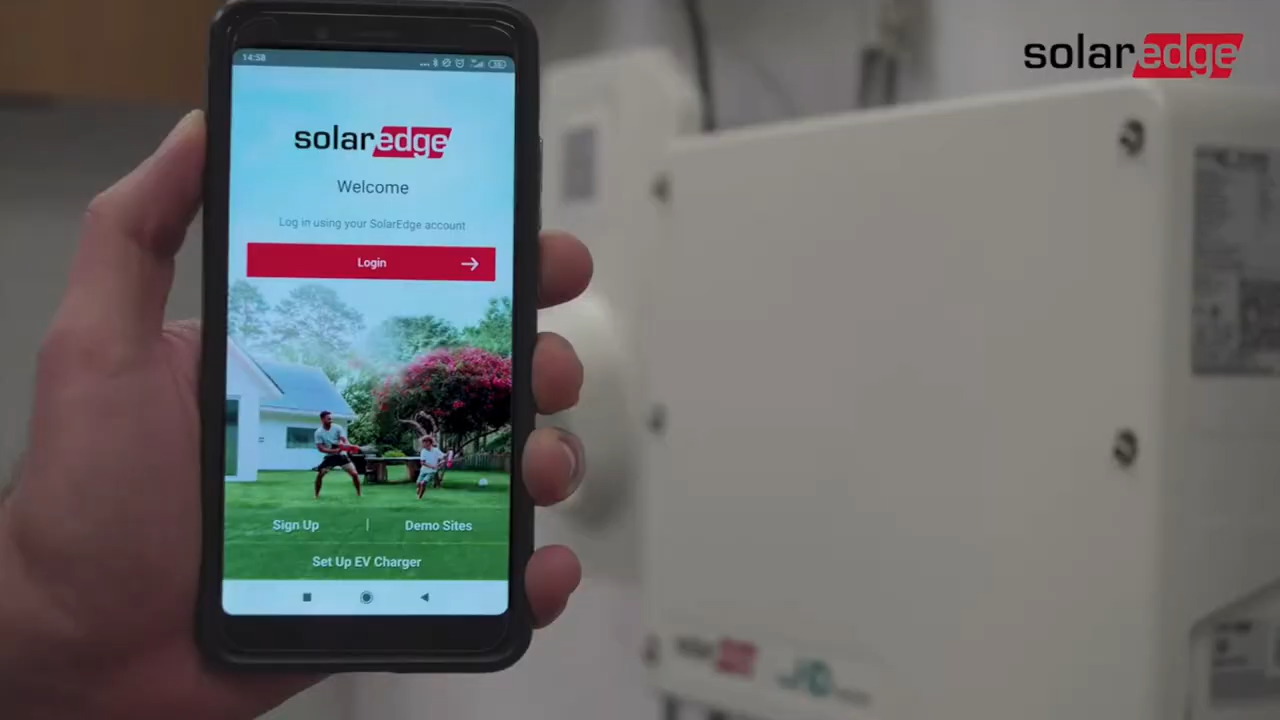 solaredge
14:58
solaredge
Welcome
Log in using your SolarEdge account
Login
Sign Up | Demo Sites
Set Up EV Charger
solaredge